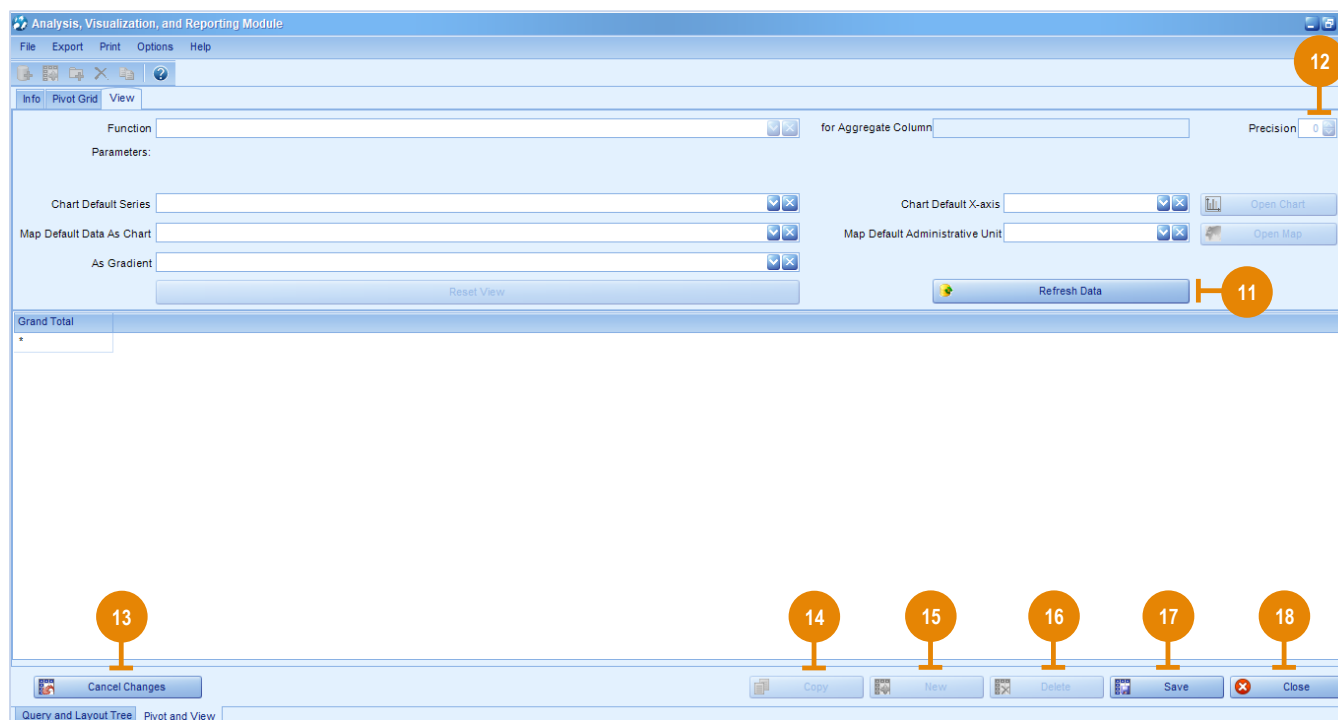 Analysis, Visualization, and Reporting Module
File Export Print Options Help
12
Info Pivot Grid View
Function for Aggregate Column Precision 0
Parameters:
Chart Default Series Chart Default X-axis Open Chart
Map Default Data As Chart Map Default Administrative Unit Open Map
As Gradient
Reset View Refresh Data 11
Grand Total
*
13 14 15 16 17 18
Cancel Changes Copy New Delete Save Close
Query and Layout Tree Pivot and View